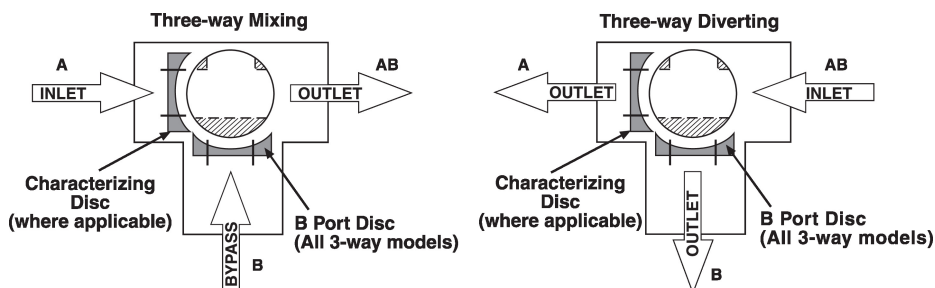 Three-way Mixing
A
INLET
AB
OUTLET
Characterizing
Disc
(where applicable)
BYPASS
B
B Port Disc
(All 3-way models)
Three-way Diverting
A
OUTLET
AB
INLET
Characterizing
Disc
(where applicable)
OUTLET
B
B Port Disc
(All 3-way models)